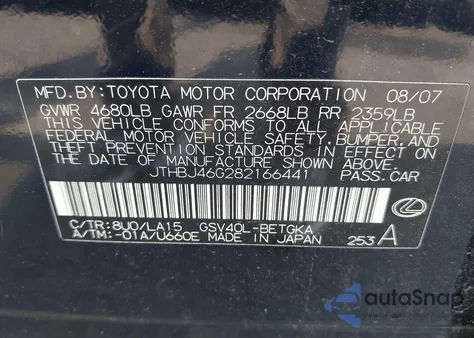 MFD.BY:TOYOTA MOTOR CORPORATION 08/07
GVWR 4680LB GAWR FR 2668LB RR 2359LB
THIS VEHICLE CONFORMS TO ALL APPLICABLE
FEDERAL MOTOR VEHICLE SAFETY, BUMPER,
AND THEFT PREVENTION STANDARDS IN EFFECT
ON THE DATE OF MANUFACTURE SHOWN ABOVE.
JTHBJ46G282166441 PASS.CAR
C/TR:8U0/LA15 GSV40L-BETGKA
A/TM:-01A/U660E MADE IN JAPAN 253A
autoSnap